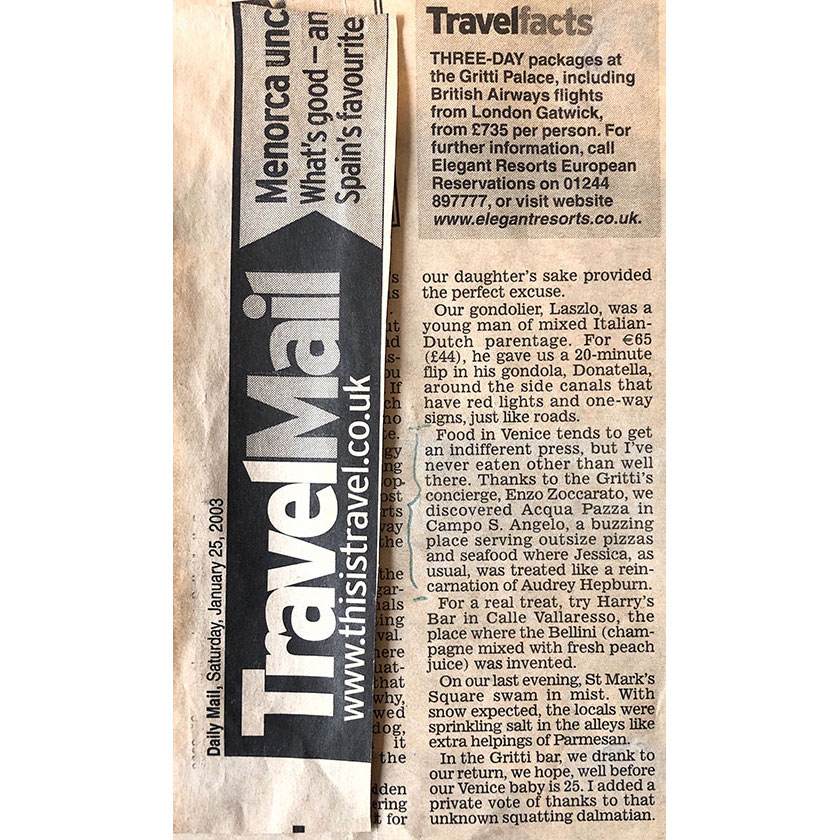 Daily Mail, Saturday, January 25, 2003
TravelMail
www.thisistravel.co.uk
Menorca unc
What's good – an
Spain's favourite
Travelfacts
THREE-DAY packages at
the Gritti Palace, including
British Airways flights
from London Gatwick,
from £735 per person. For
further information, call
Elegant Resorts European
Reservations on 01244
897777, or visit website
www.elegantresorts.co.uk.
our daughter's sake provided
the perfect excuse.
Our gondolier, Laszlo, was a
young man of mixed Italian-
Dutch parentage. For €65
(£44), he gave us a 20-minute
flip in his gondola, Donatella,
around the side canals that
have red lights and one-way
signs, just like roads.
Food in Venice tends to get
an indifferent press, but I've
never eaten other than well
there. Thanks to the Gritti's
concierge, Enzo Zoccarato, we
discovered Acqua Pazza in
Campo S. Angelo, a buzzing
place serving outsize pizzas
and seafood where Jessica, as
usual, was treated like a rein-
carnation of Audrey Hepburn.
For a real treat, try Harry's
Bar in Calle Vallaresso, the
place where the Bellini (cham-
pagne mixed with fresh peach
juice) was invented.
On our last evening, St Mark's
Square swam in mist. With
snow expected, the locals were
sprinkling salt in the alleys like
extra helpings of Parmesan.
In the Gritti bar, we drank to
our return, we hope, well before
our Venice baby is 25. I added a
private vote of thanks to that
unknown squatting dalmatian.